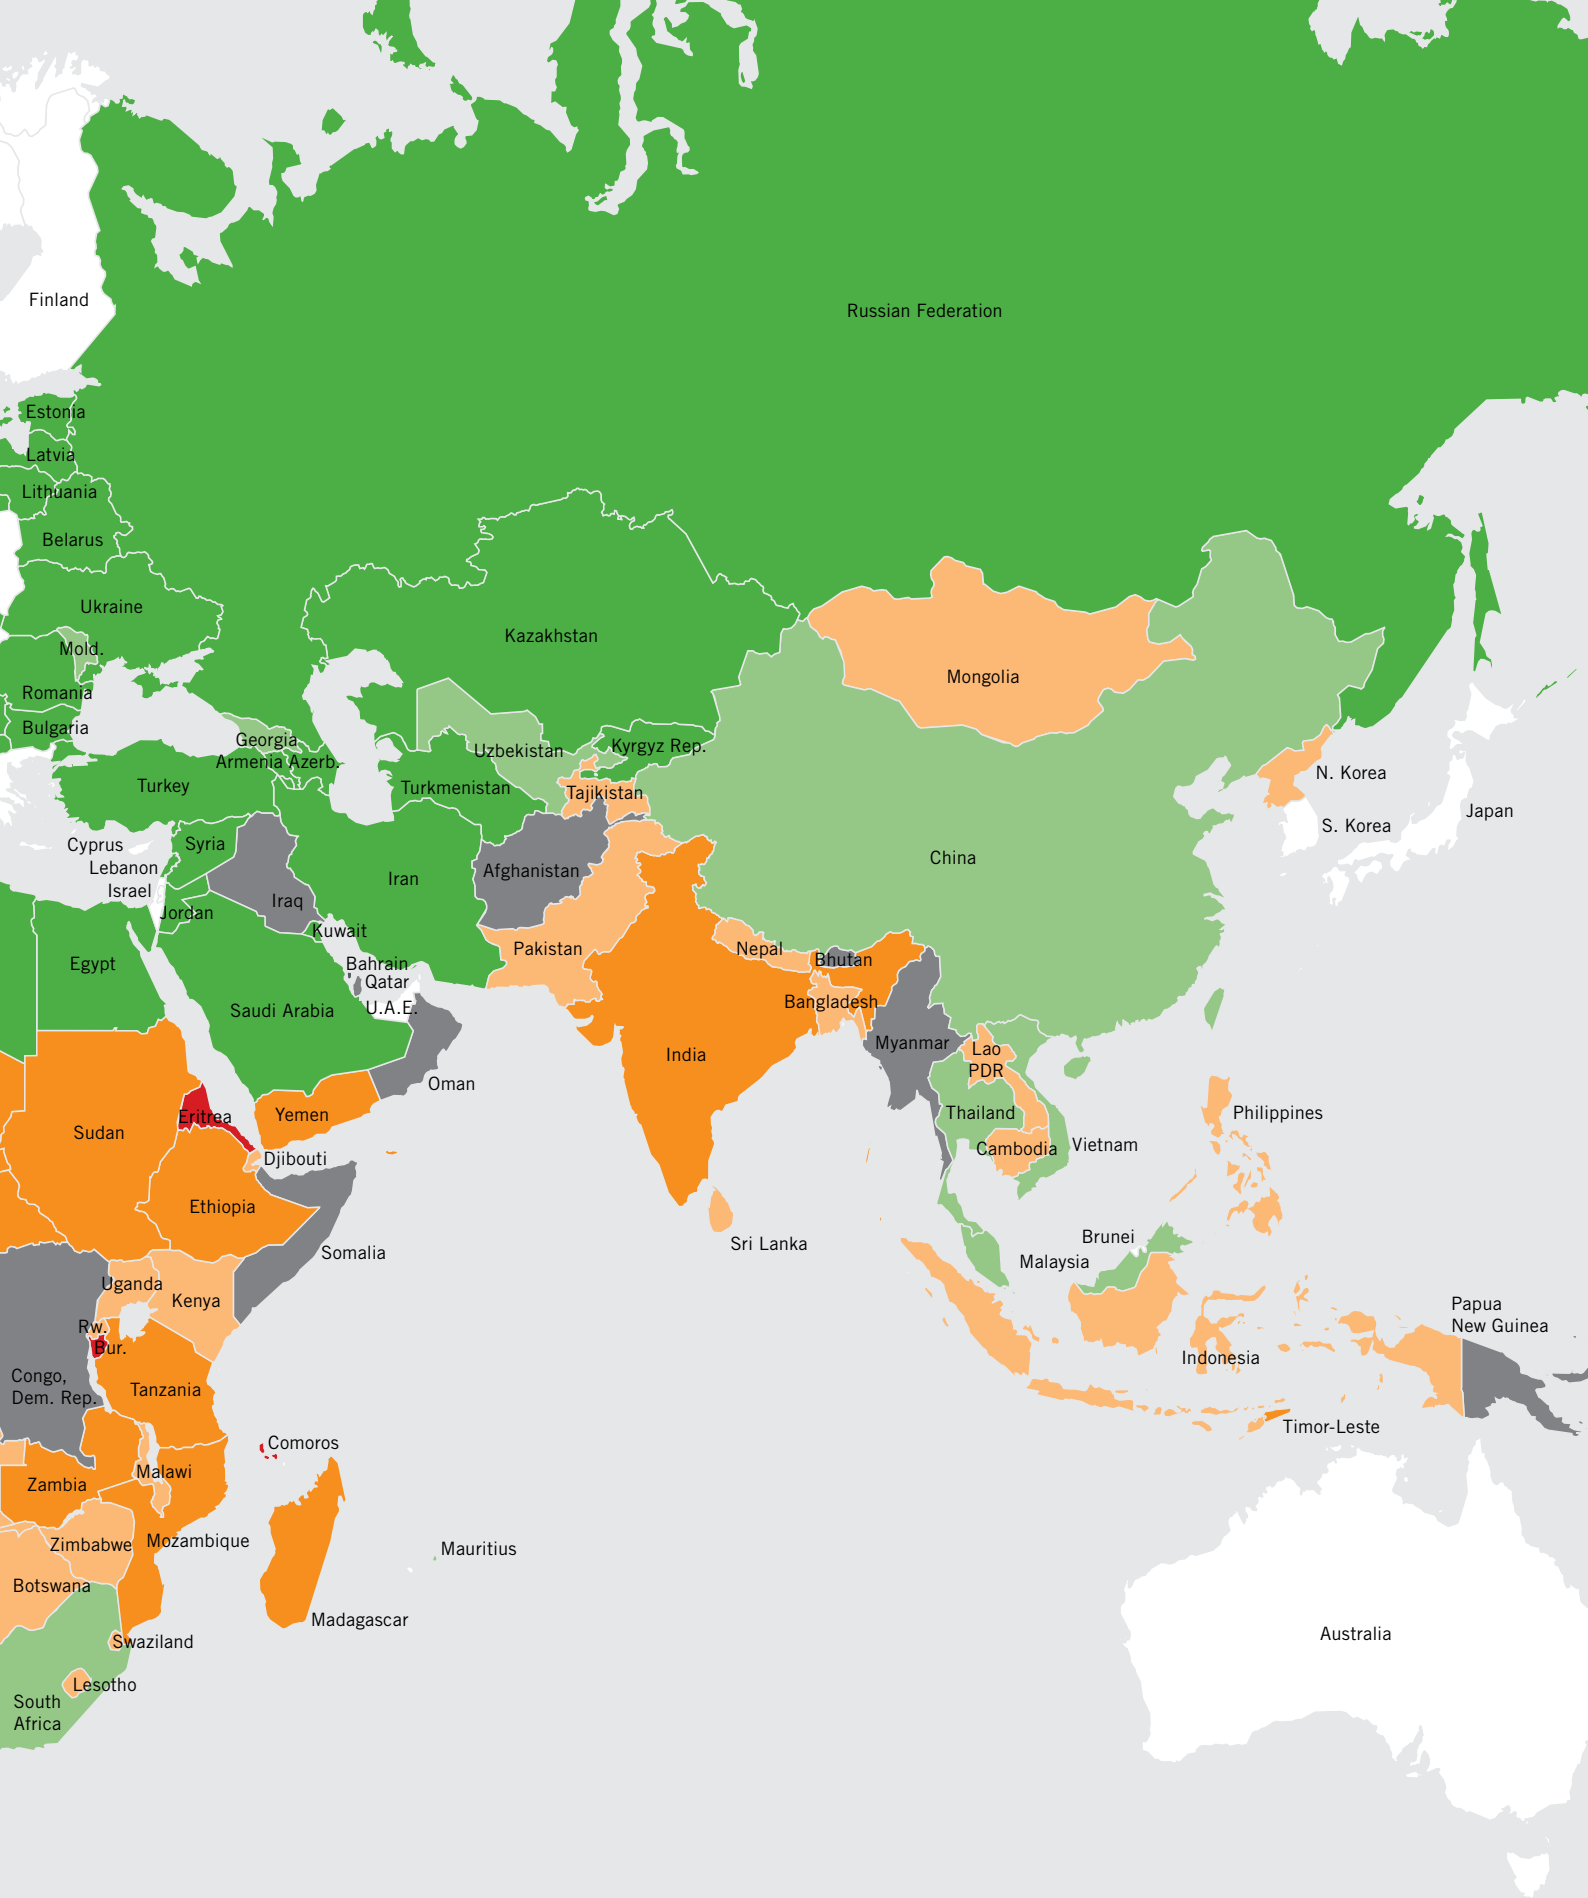 Finland
Russian Federation
Estonia
Latvia
Lithuania
Belarus
Ukraine
Kazakhstan
Mold.
Mongolia
Romania
Bulgaria
Georgia
Uzbekistan
Kyrgyz Rep.
Armenia
Azerb.
N. Korea
Turkey
Turkmenistan
Tajikistan
Japan
S. Korea
Cyprus
Syria
China
Lebanon
Afghanistan
Iran
Israel
Iraq
Jordan
Kuwait
Pakistan
Nepal
Bhutan
Egypt
Bahrain
Qatar
Bangladesh
Saudi Arabia
U.A.E.
Myanmar
Lao
PDR
India
Oman
Eritrea
Yemen
Thailand
Philippines
Sudan
Cambodia
Vietnam
Djibouti
Ethiopia
Brunei
Sri Lanka
Somalia
Malaysia
Uganda
Kenya
Papua
New Guinea
Rw.
Bur.
Indonesia
Congo,
Dem. Rep.
Tanzania
Timor-Leste
Comoros
Malawi
Zambia
Zimbabwe
Mozambique
Mauritius
Botswana
Madagascar
Australia
Swaziland
Lesotho
South
Africa